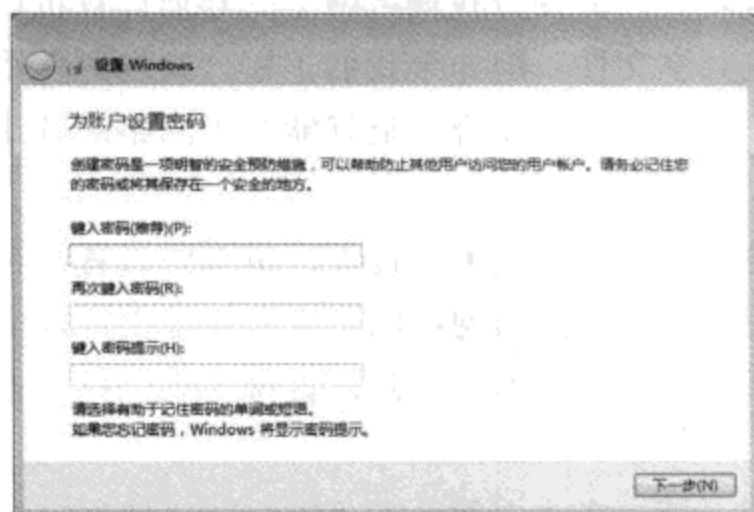 设置 Windows
为账户设置密码
创建密码是一项明智的安全预防措施，可以帮助防止其他用户访问您的用户帐户。请务必记住您
的密码或将其保存在一个安全的地方。
键入密码(推荐)(P):
再次键入密码(R):
键入密码提示(H):
请选择有助于记住密码的单词或短语。
如果您忘记密码，Windows 将显示密码提示。
下一步(N)